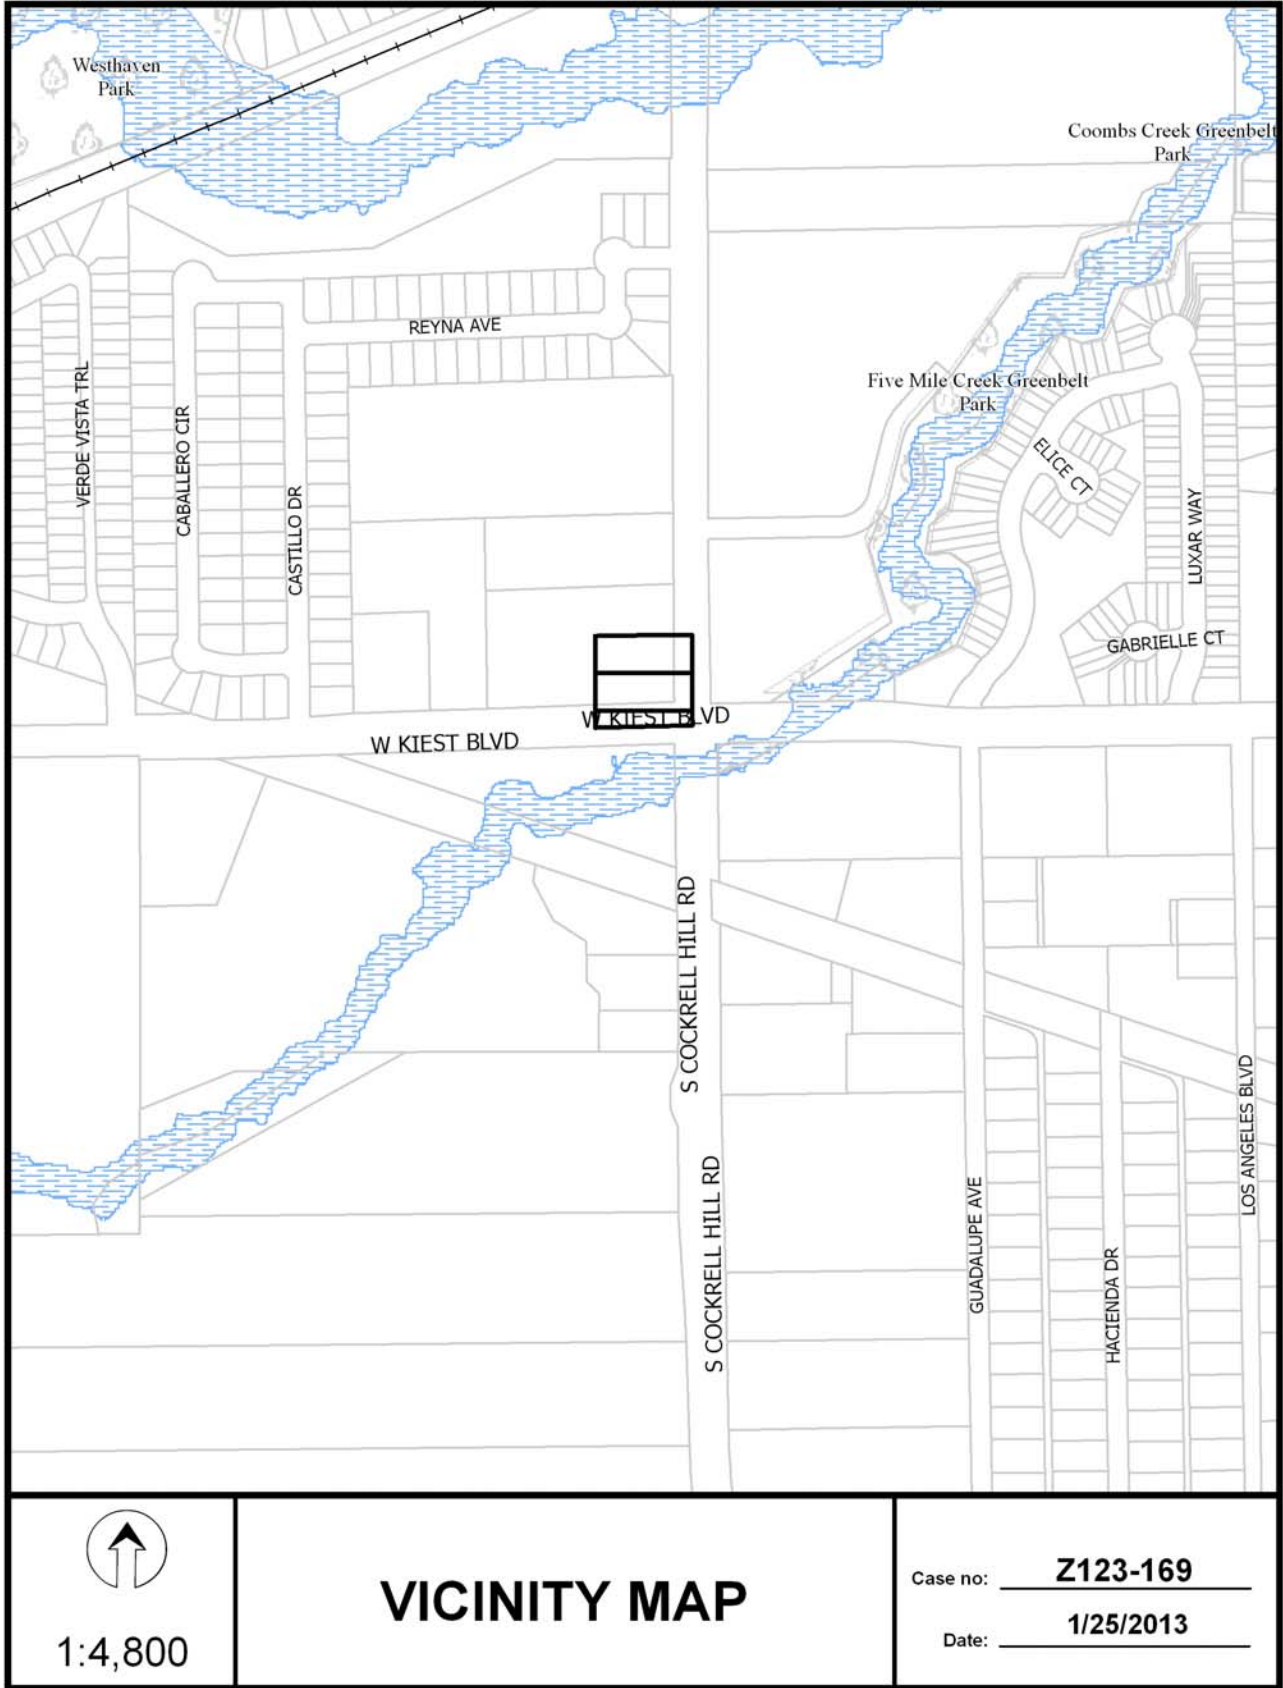 Westhaven
Park
Coombs Creek Greenbelt
Park
REYNA AVE
VERDE VISTA TRL
CABALLERO CIR
CASTILLO DR
Five Mile Creek Greenbelt
Park
ELICE CT
LUXAR WAY
GABRIELLE CT
W KIEST BLVD
W KIEST BLVD
S COCKRELL HILL RD
S COCKRELL HILL RD
GUADALUPE AVE
HACIENDA DR
LOS ANGELES BLVD
1:4,800
VICINITY MAP
Case no: Z123-169
Date: 1/25/2013